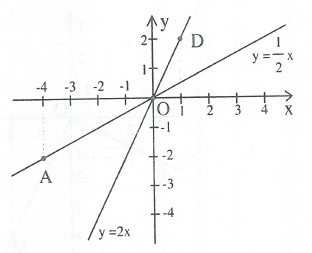 y
2
D
1
y = 1/2 x
-4 -3 -2 -1
O 1 2 3 4 x
-1
-2
A
-3
-4
y =2x